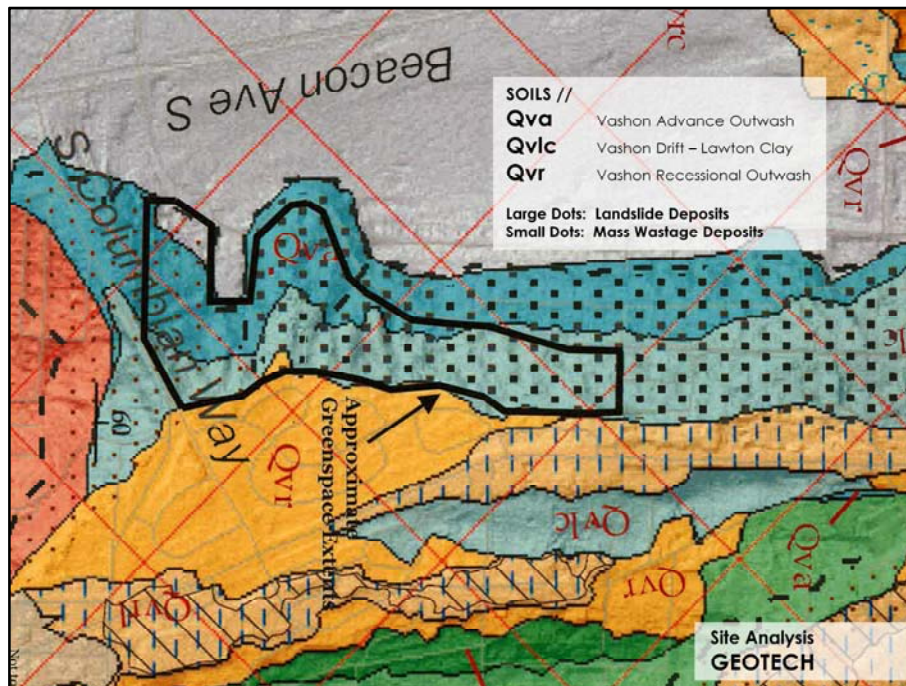 Beacon Ave S
S Columbian Way
SOILS //
Qva Vashon Advance Outwash
Qvlc Vashon Drift – Lawton Clay
Qvr Vashon Recessional Outwash
Large Dots: Landslide Deposits
Small Dots: Mass Wastage Deposits
Qvr
60
Approximate
Greenspace Extents
Qvr
Qvlc
Qva
Qvr
Site Analysis
GEOTECH